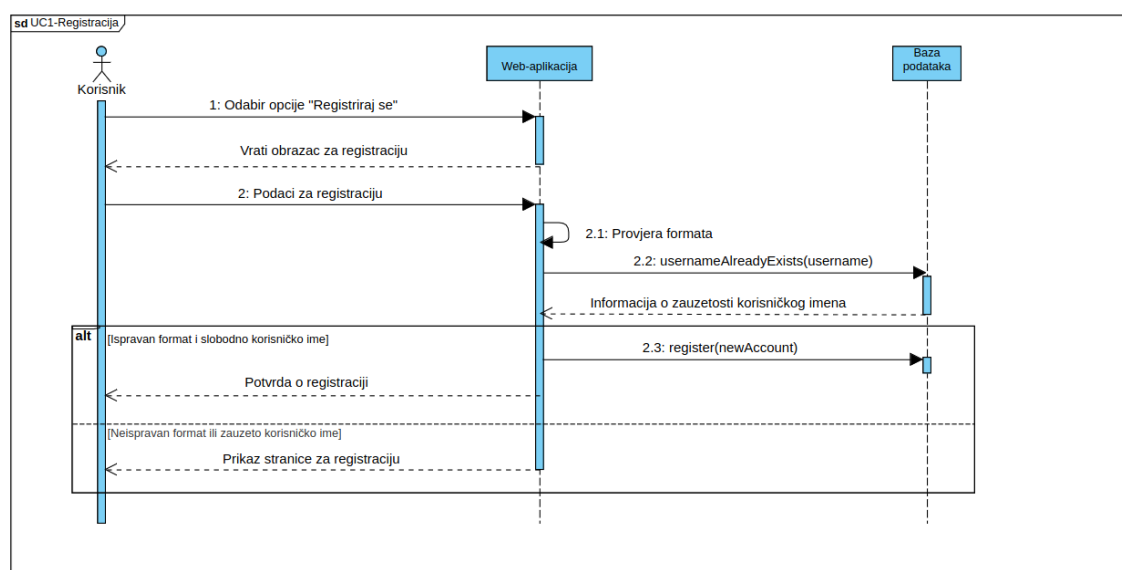 sd UC1-Registracija
Korisnik
Web-aplikacija
Baza
podataka
1: Odabir opcije "Registriraj se"
Vrati obrazac za registraciju
2: Podaci za registraciju
2.1: Provjera formata
2.2: usernameAlreadyExists(username)
Informacija o zauzetosti korisničkog imena
alt
[Ispravan format i slobodno korisničko ime]
2.3: register(newAccount)
Potvrda o registraciji
[Neispravan format ili zauzeto korisničko ime]
Prikaz stranice za registraciju